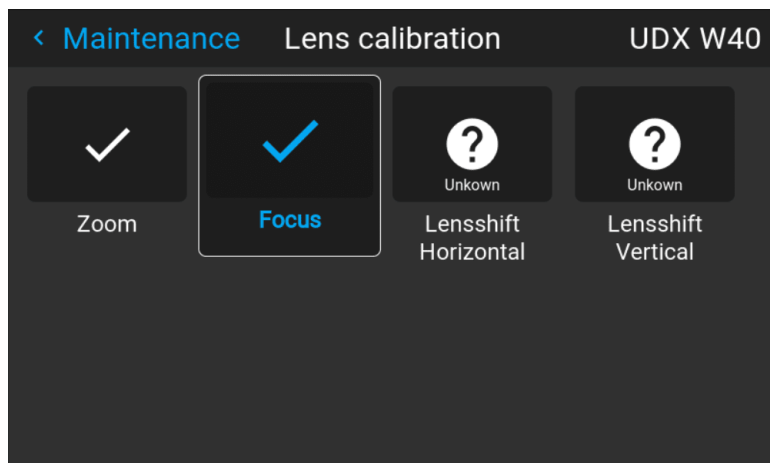 Maintenance Lens calibration UDX W40
Unkown
Unkown
Zoom
Focus
Lensshift
Horizontal
Lensshift
Vertical